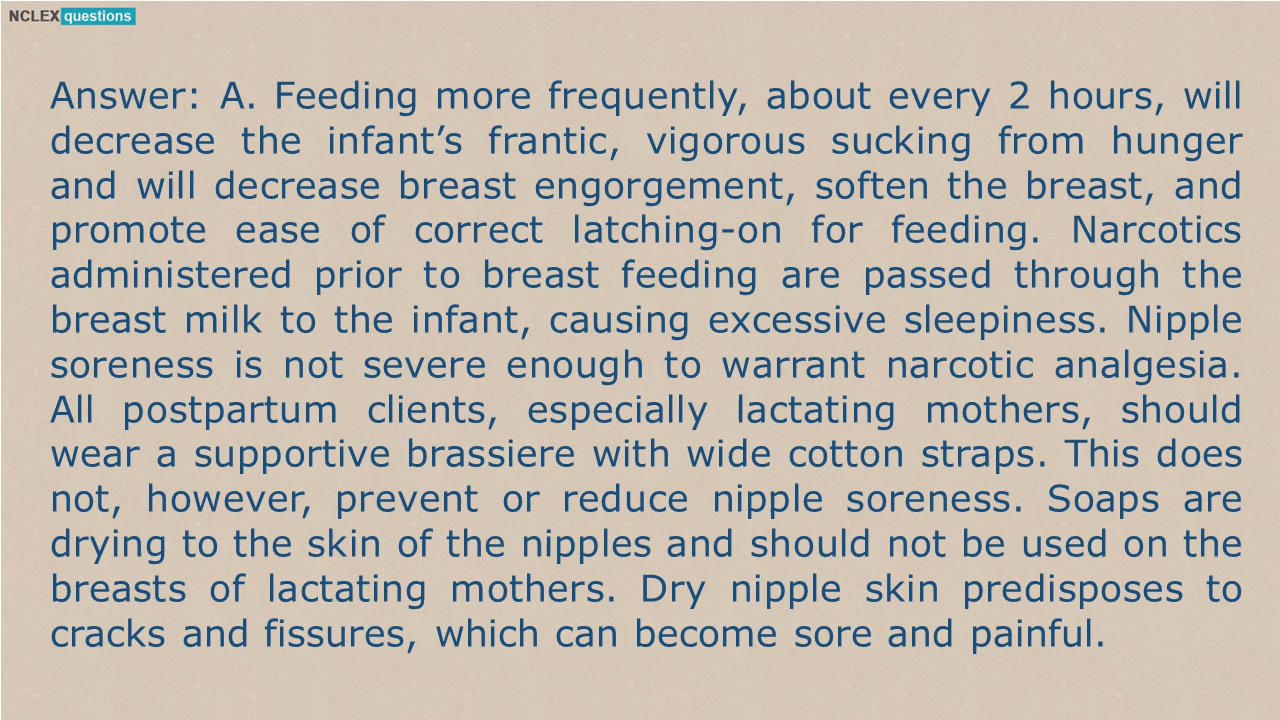 NCLEX questions
Answer: A. Feeding more frequently, about every 2 hours, will
decrease the infant’s frantic, vigorous sucking from hunger
and will decrease breast engorgement, soften the breast, and
promote ease of correct latching-on for feeding. Narcotics
administered prior to breast feeding are passed through the
breast milk to the infant, causing excessive sleepiness. Nipple
soreness is not severe enough to warrant narcotic analgesia.
All postpartum clients, especially lactating mothers, should
wear a supportive brassiere with wide cotton straps. This does
not, however, prevent or reduce nipple soreness. Soaps are
drying to the skin of the nipples and should not be used on the
breasts of lactating mothers. Dry nipple skin predisposes to
cracks and fissures, which can become sore and painful.